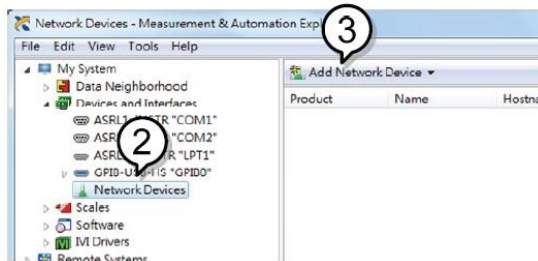 Network Devices - Measurement & Automation Exp
3
File Edit View Tools Help
My System
Data Neighborhood
Devices and Interfaces
"COM1"
2
"COM2"
"LPT1"
"GPIB0"
Network Devices
Scales
Software
IVI Drivers
Remote Systems
Add Network Device
Product Name Hostna